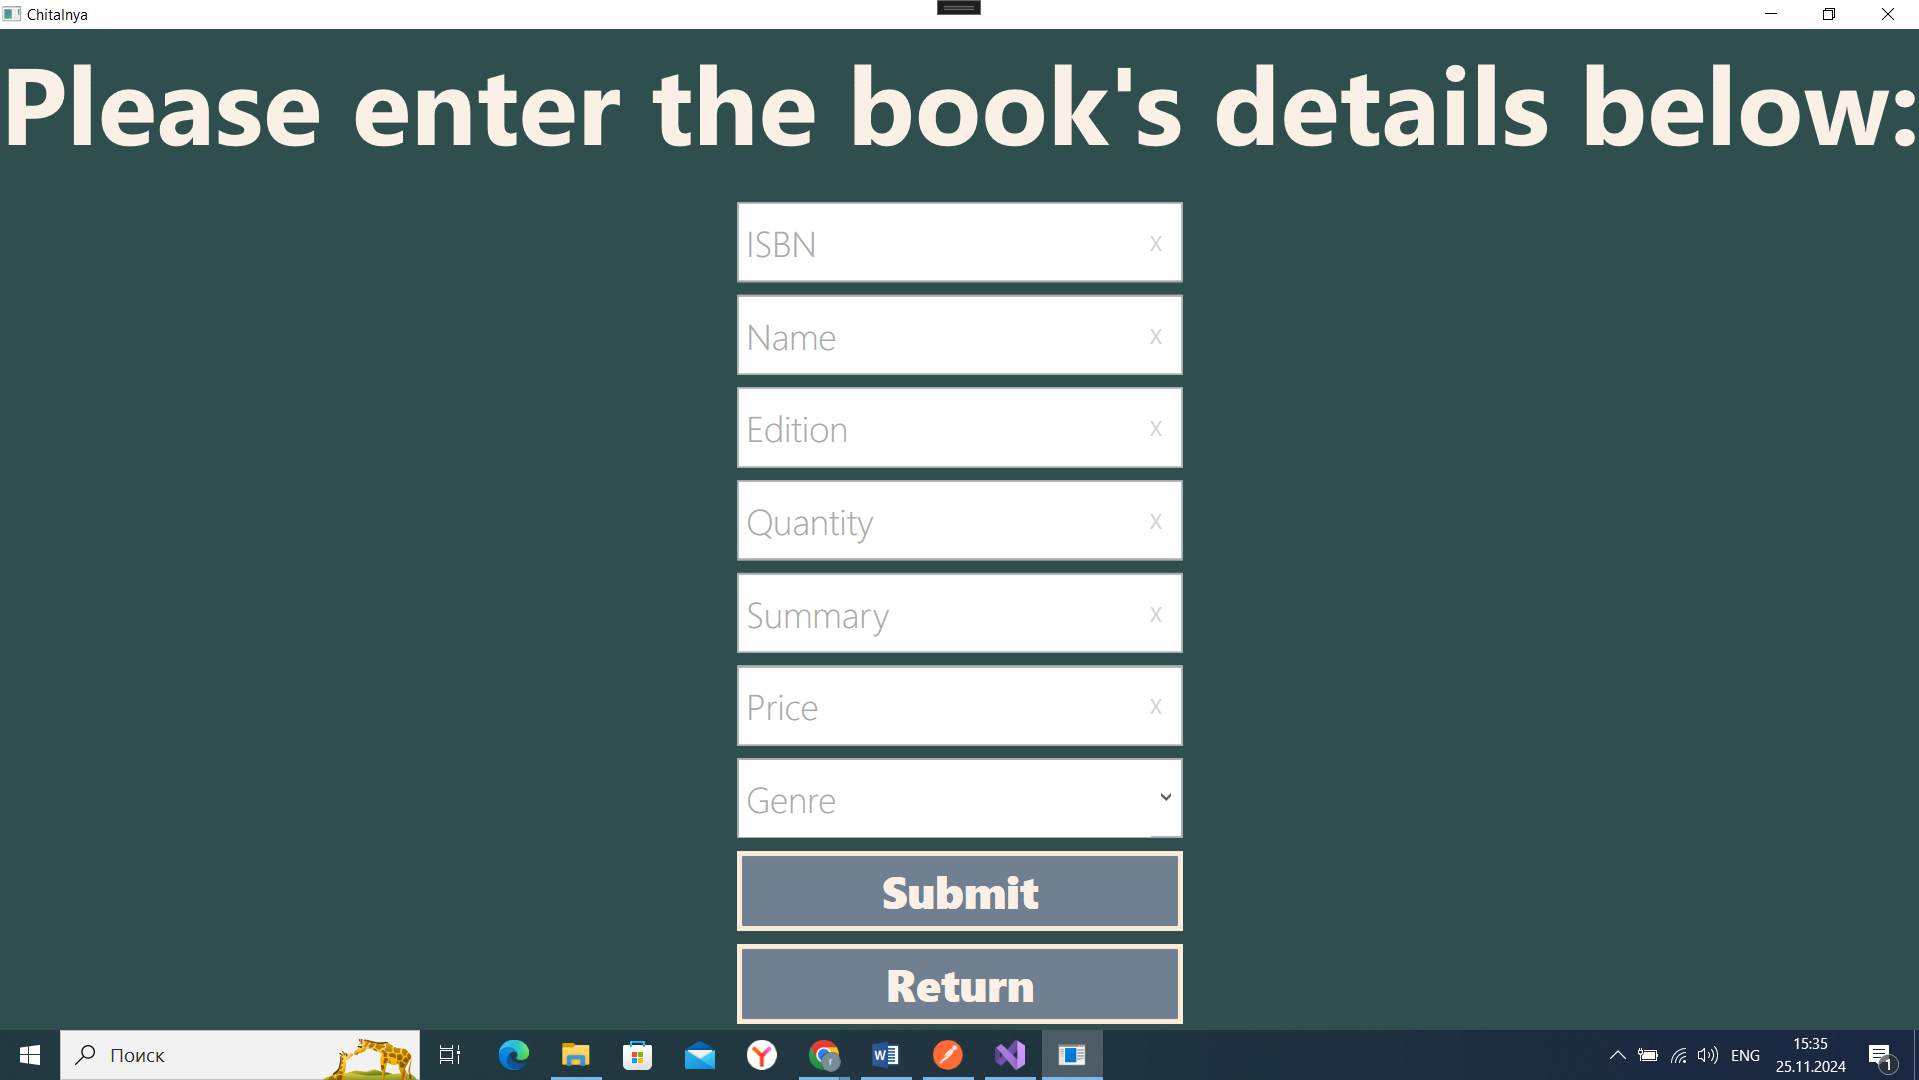 Chitalnya
Please enter the book's details below:
ISBN x
Name x
Edition x
Quantity x
Summary x
Price x
Genre
Submit
Return
Поиск
ENG
15:35
25.11.2024
1